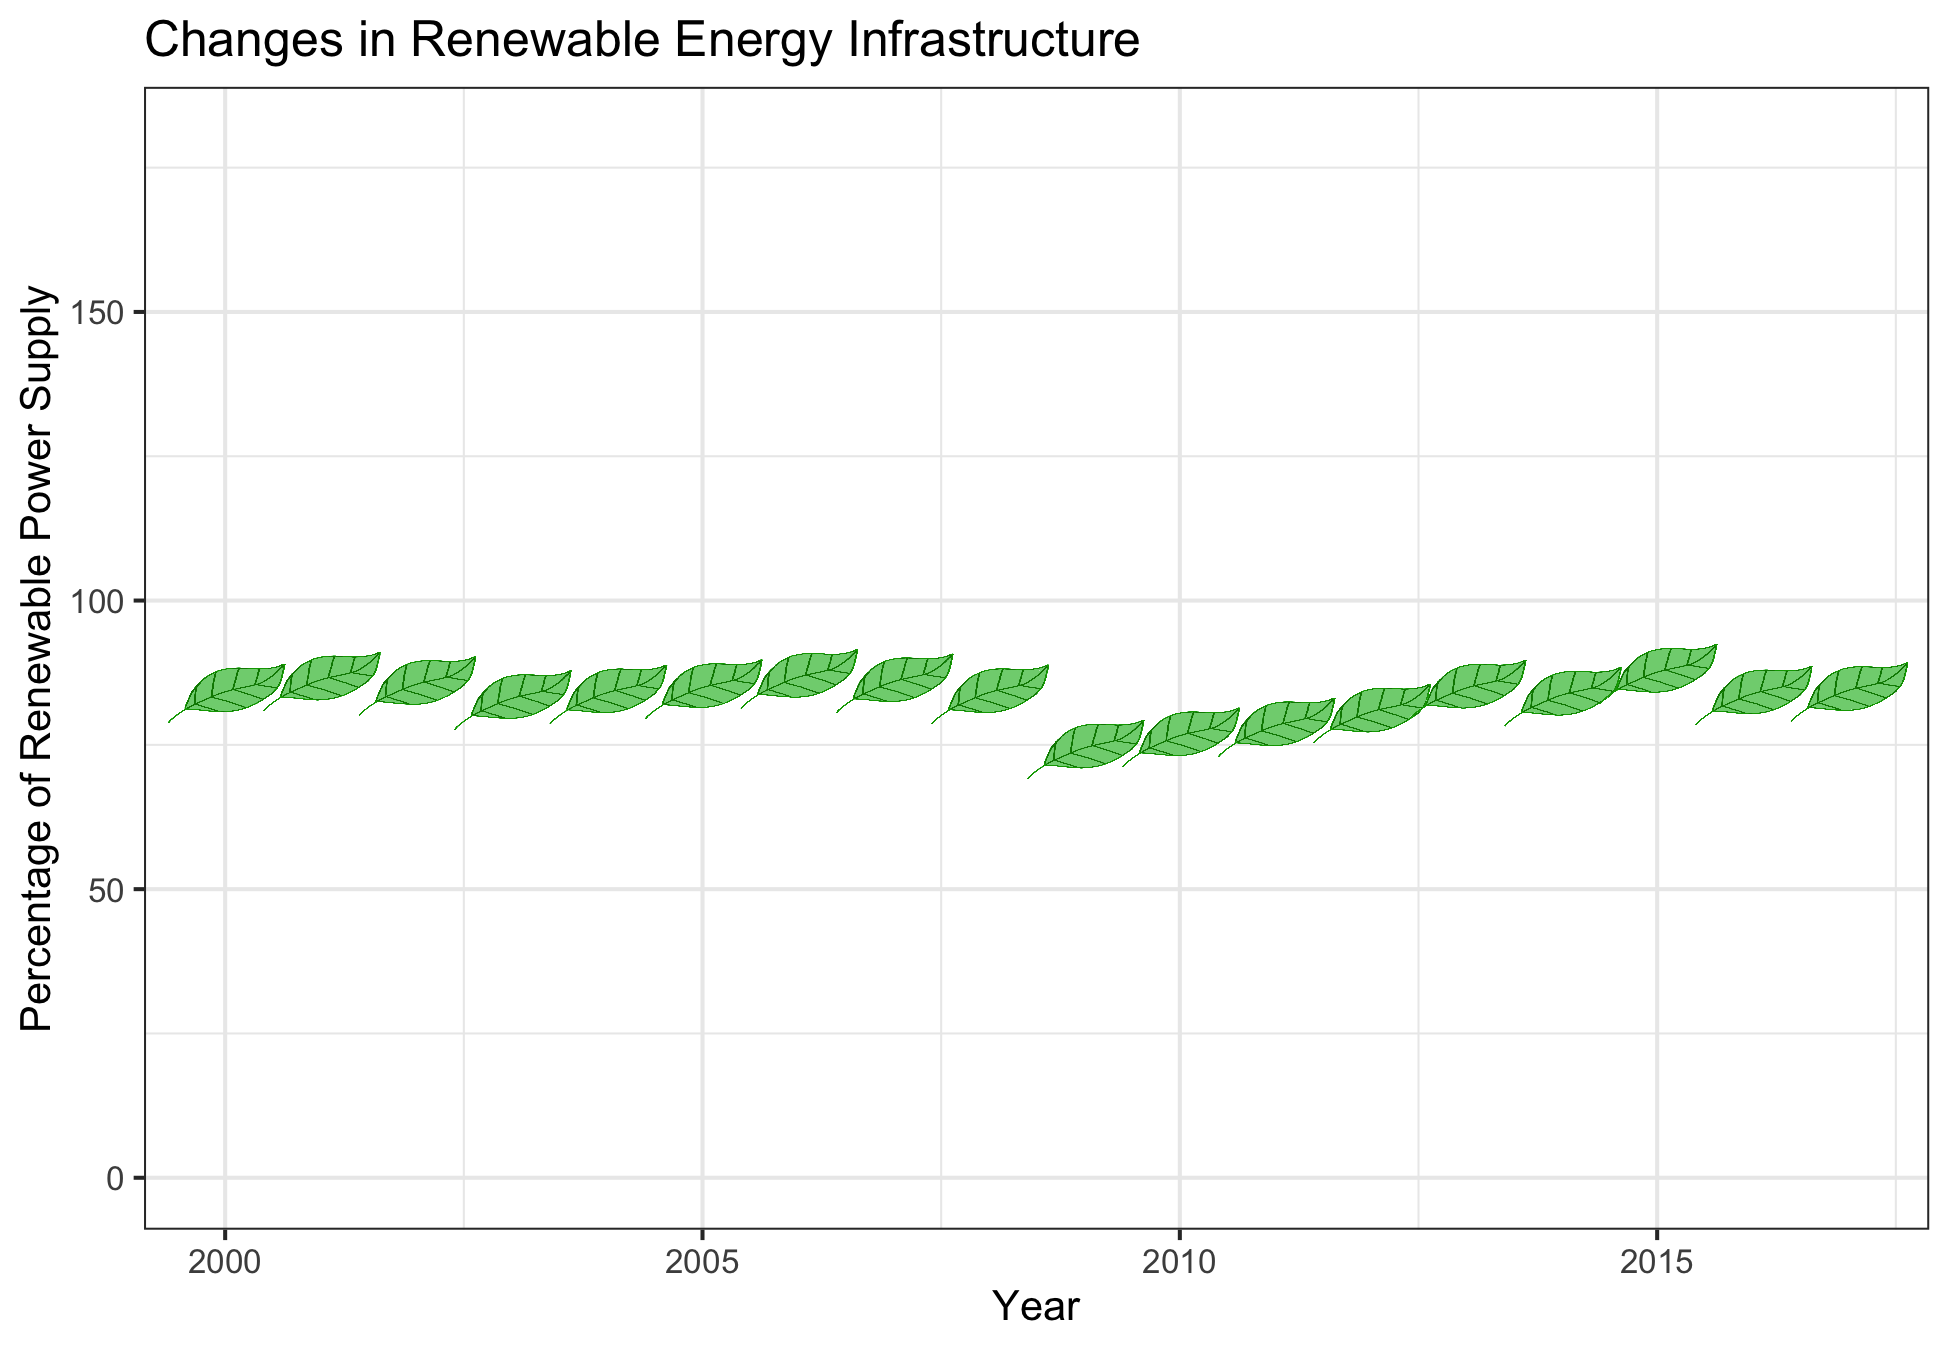 Changes in Renewable Energy Infrastructure
Percentage of Renewable Power Supply
150
100
50
0
2000 2005 2010 2015
Year